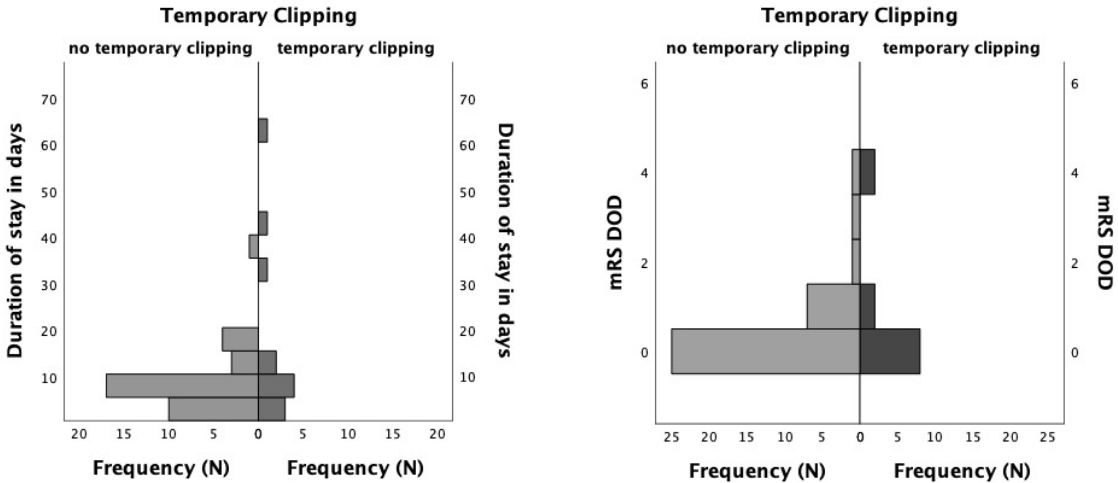 Temporary Clipping
no temporary clipping temporary clipping
70 70
60 60
50 50
40 40
30 30
20 20
10 10
20 15 10 5 0 5 10 15 20
Frequency (N) Frequency (N)
Duration of stay in days
Duration of stay in days
Temporary Clipping
no temporary clipping temporary clipping
6 6
4 4
2 2
0 0
25 20 15 10 5 0 5 10 15 20 25
Frequency (N) Frequency (N)
mRS DOD
mRS DOD